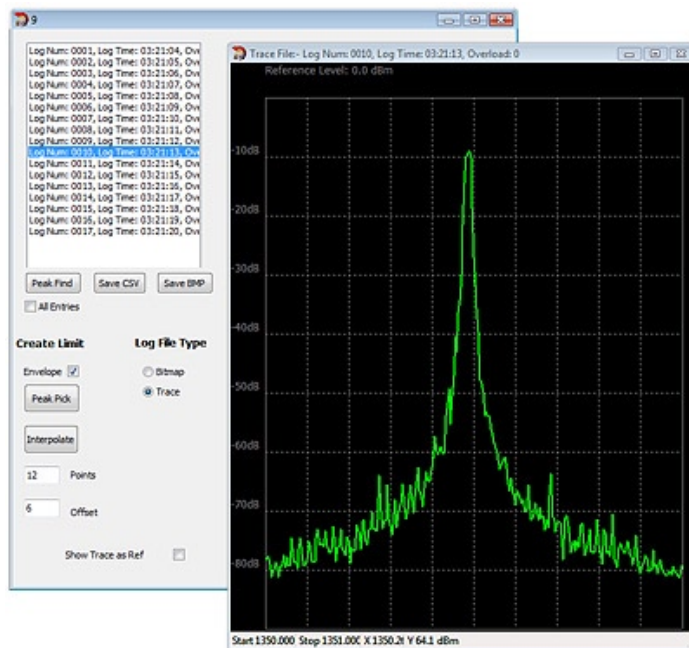 9
Log Num: 0001, Log Time: 03:21:04, Ove
Log Num: 0002, Log Time: 03:21:05, Ove
Log Num: 0003, Log Time: 03:21:06, Ove
Log Num: 0004, Log Time: 03:21:07, Ove
Log Num: 0005, Log Time: 03:21:08, Ove
Log Num: 0006, Log Time: 03:21:09, Ove
Log Num: 0007, Log Time: 03:21:10, Ove
Log Num: 0008, Log Time: 03:21:11, Ove
Log Num: 0009, Log Time: 03:21:12, Ove
Log Num: 0010, Log Time: 03:21:13, Ove
Log Num: 0011, Log Time: 03:21:14, Ove
Log Num: 0012, Log Time: 03:21:15, Ove
Log Num: 0013, Log Time: 03:21:16, Ove
Log Num: 0014, Log Time: 03:21:17, Ove
Log Num: 0015, Log Time: 03:21:18, Ove
Log Num: 0016, Log Time: 03:21:19, Ove
Log Num: 0017, Log Time: 03:21:20, Ove
Peak Find Save CSV Save BMP
All Entries
Create Limit Log File Type
Envelope Bitmap
Peak Pick Trace
Interpolate
12 Points
6 Offset
Show Trace as Ref
Trace File:- Log Num: 0010, Log Time: 03:21:13, Overload: 0
Reference Level: 0.0 dBm
-10dB
-20dB
-30dB
-40dB
-50dB
-60dB
-70dB
-80dB
Start 1350.000 Stop 1351.00( X 1350.2( Y 64.1 dBm